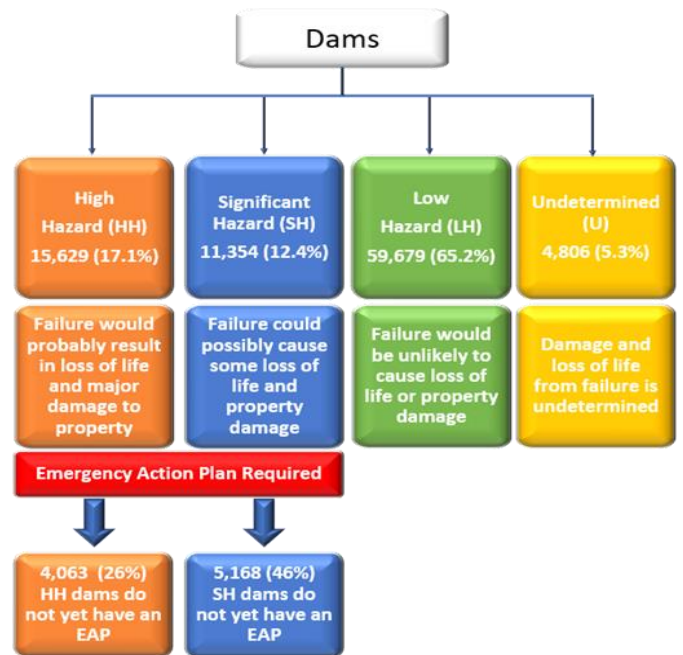 Dams
High
Hazard (HH)
15,629 (17.1%)
Significant
Hazard (SH)
11,354 (12.4%)
Low
Hazard (LH)
59,679 (65.2%)
Undetermined
(U)
4,806 (5.3%)
Failure would
probably result
in loss of life
and major
damage to
property
Failure could
possibly cause
some loss of
life and
property
damage
Failure would
be unlikely to
cause loss of
life or property
damage
Damage and
loss of life
from failure is
undetermined
Emergency Action Plan Required
4,063 (26%)
HH dams do
not yet have an
EAP
5,168 (46%)
SH dams do
not yet have an
EAP